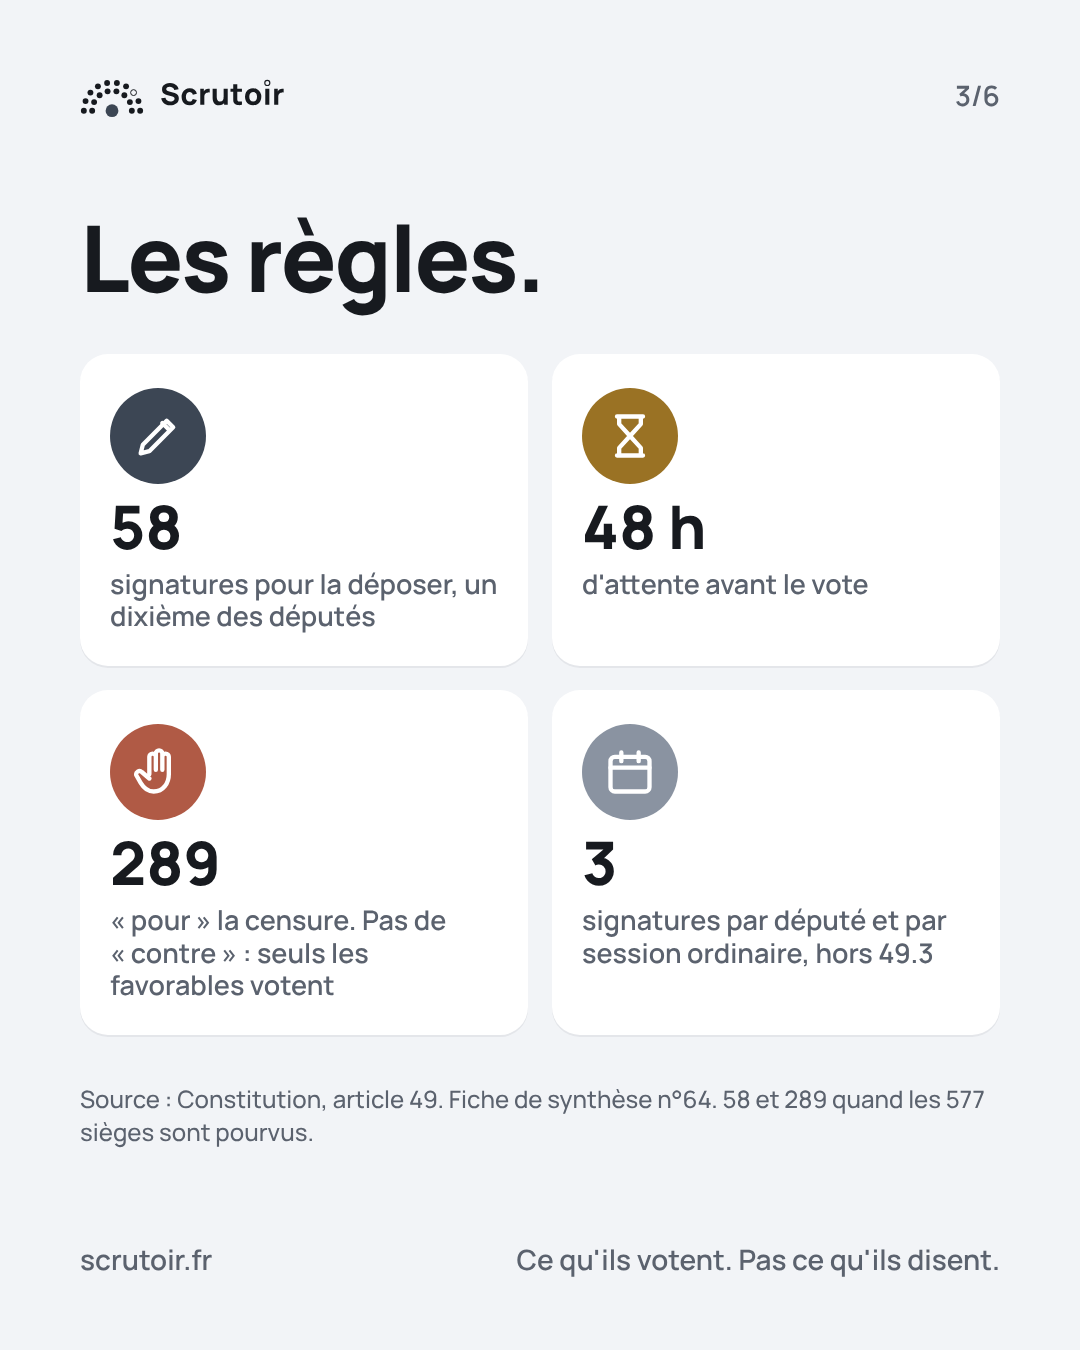 Scrutoir
3/6
Les règles.
58
signatures pour la déposer, un
dixième des députés
48 h
d'attente avant le vote
289
« pour » la censure. Pas de
« contre » : seuls les
favorables votent
3
signatures par député et par
session ordinaire, hors 49.3
Source : Constitution, article 49. Fiche de synthèse n°64. 58 et 289 quand les 577
sièges sont pourvus.
scrutoir.fr
Ce qu'ils votent. Pas ce qu'ils disent.